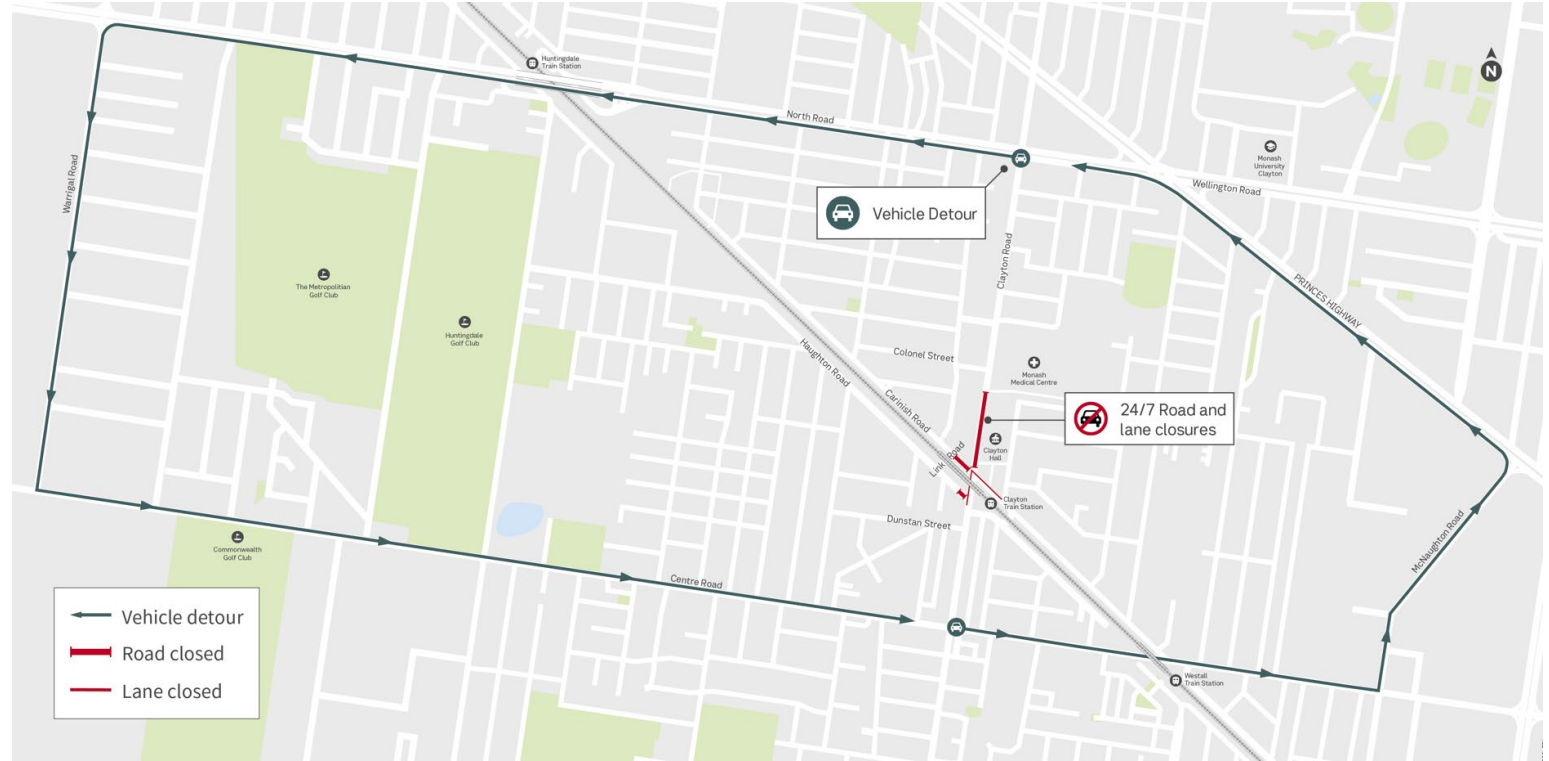 Huntingdale
Train Station
N
North Road
Monash
University
Clayton
Wellington Road
Warrigal Road
Vehicle Detour
Clayton Road
The Metropolitan
Golf Club
PRINCES HIGHWAY
Huntingdale
Golf Club
Haughton Road
Colonel Street
Monash
Medical Centre
Carinish Road
24/7 Road and
lane closures
Clayton
Hall
Link Road
Clayton
Train Station
Dunstan Street
McNaughton Road
Commonwealth
Golf Club
Centre Road
Westall
Train Station
Vehicle detour
Road closed
Lane closed